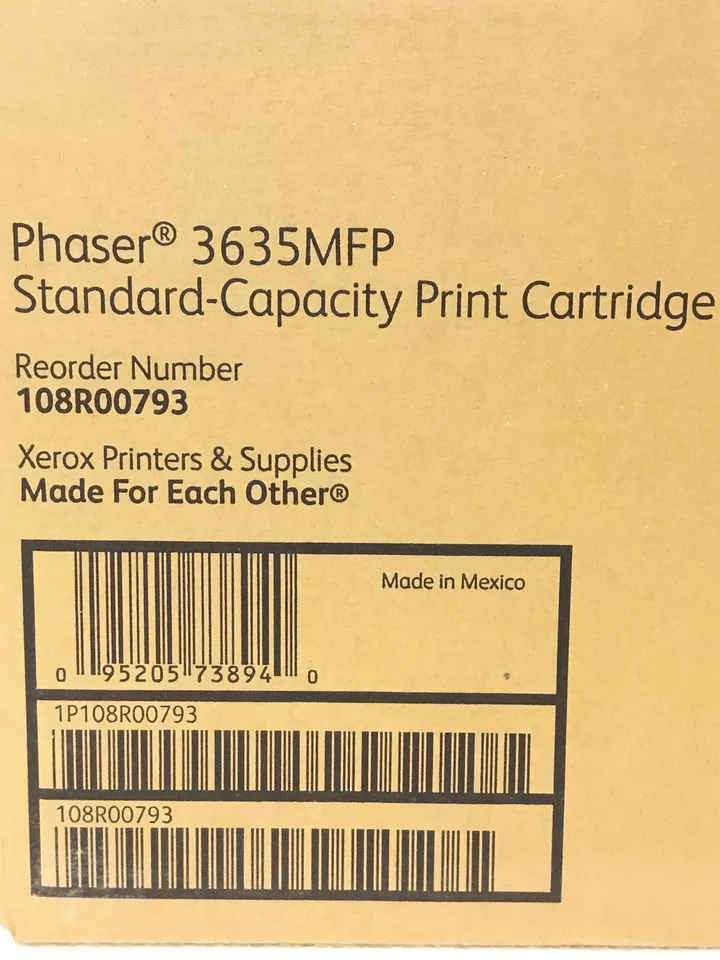 Phaser® 3635MFP
Standard-Capacity Print Cartridge
Reorder Number
108R00793
Xerox Printers & Supplies
Made For Each Other®
Made in Mexico
0 95205 73894 0
1P108R00793
108R00793